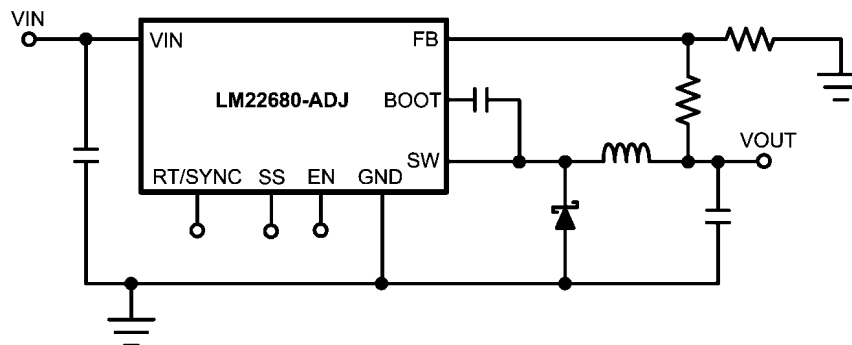 VIN
VIN
FB
LM22680-ADJ
BOOT
SW
VOUT
RT/SYNC SS EN GND